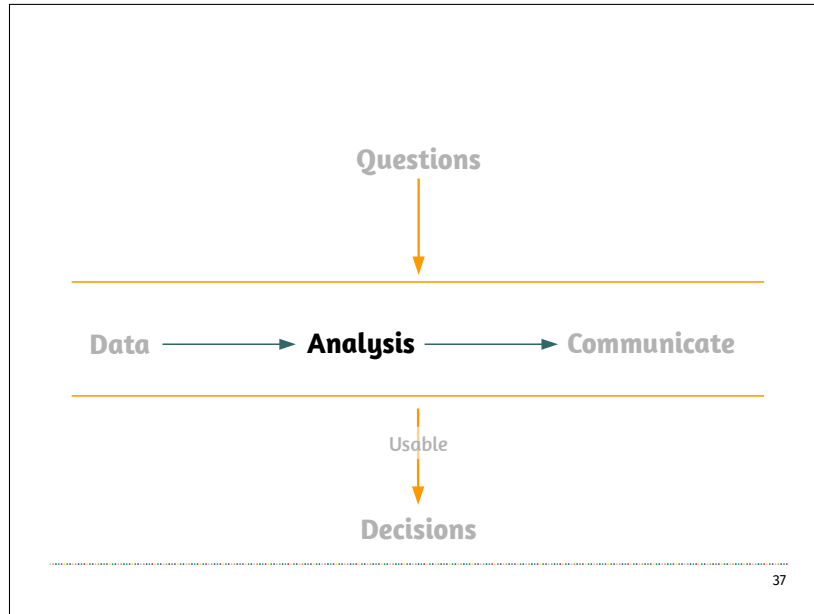 Questions
Data Analysis Communicate
Usable
Decisions
37